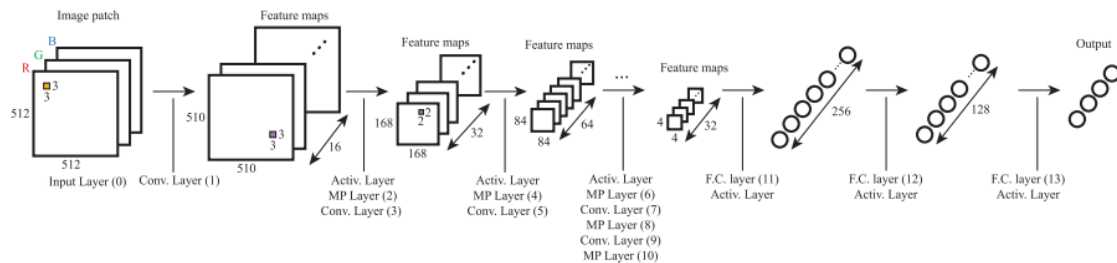 Image patch
Feature maps
Feature maps
Feature maps
...
Feature maps
Output
R
G
B
3
3
512
512
510
510
3
3
16
168
168
2
2
32
84
84
64
4
4
32
256
128
Input Layer (0)
Conv. Layer (1)
Activ. Layer
MP Layer (2)
Conv. Layer (3)
Activ. Layer
MP Layer (4)
Conv. Layer (5)
Activ. Layer
MP Layer (6)
Conv. Layer (7)
MP Layer (8)
Conv. Layer (9)
MP Layer (10)
F.C. layer (11)
Activ. Layer
F.C. layer (12)
Activ. Layer
F.C. layer (13)
Activ. Layer